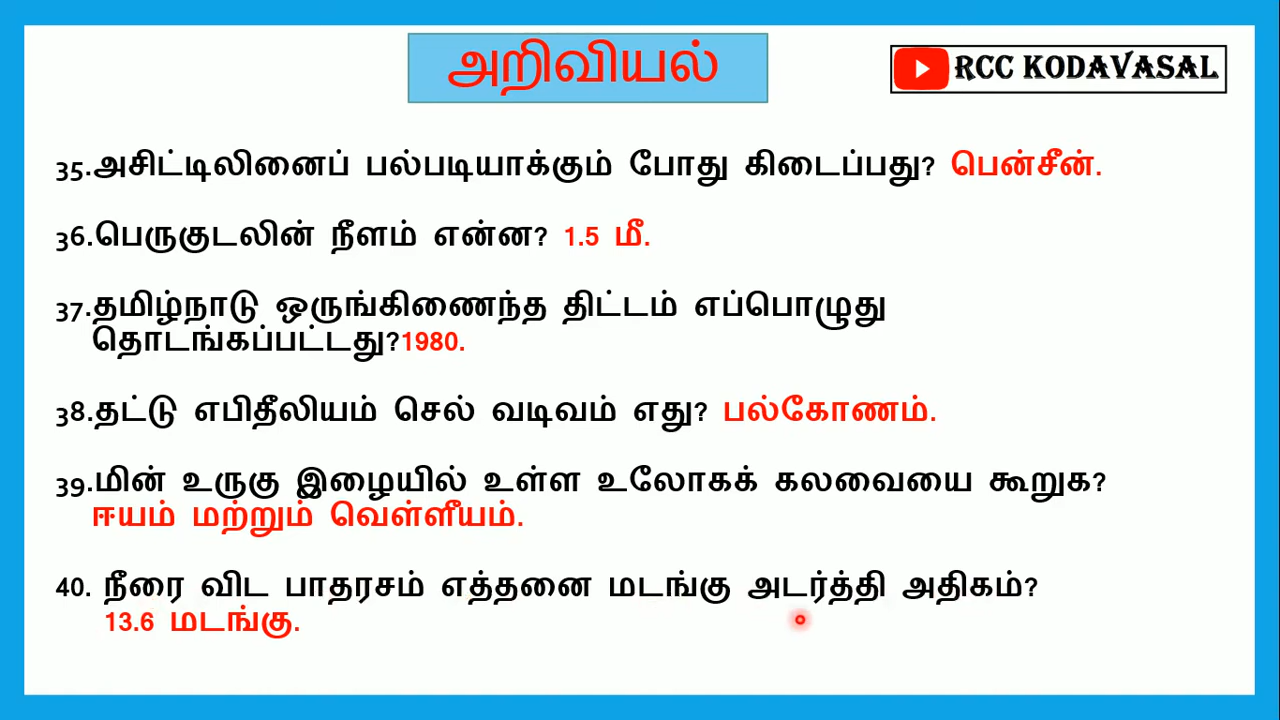 அறிவியல்
RCC KODAVASAL
35.அசிட்டிலினைப் பல்படியாக்கும் போது கிடைப்பது? பென்சீன்.
36.பெருகுடலின் நீளம் என்ன? 1.5 மீ.
37.தமிழ்நாடு ஒருங்கிணைந்த திட்டம் எப்பொழுது
தொடங்கப்பட்டது?1980.
38.தட்டு எபிதீலியம் செல் வடிவம் எது? பல்கோணம்.
39.மின் உருகு இழையில் உள்ள உலோகக் கலவையை கூறுக?
ஈயம் மற்றும் வெள்ளீயம்.
40. நீரை விட பாதரசம் எத்தனை மடங்கு அடர்த்தி அதிகம்?
13.6 மடங்கு.